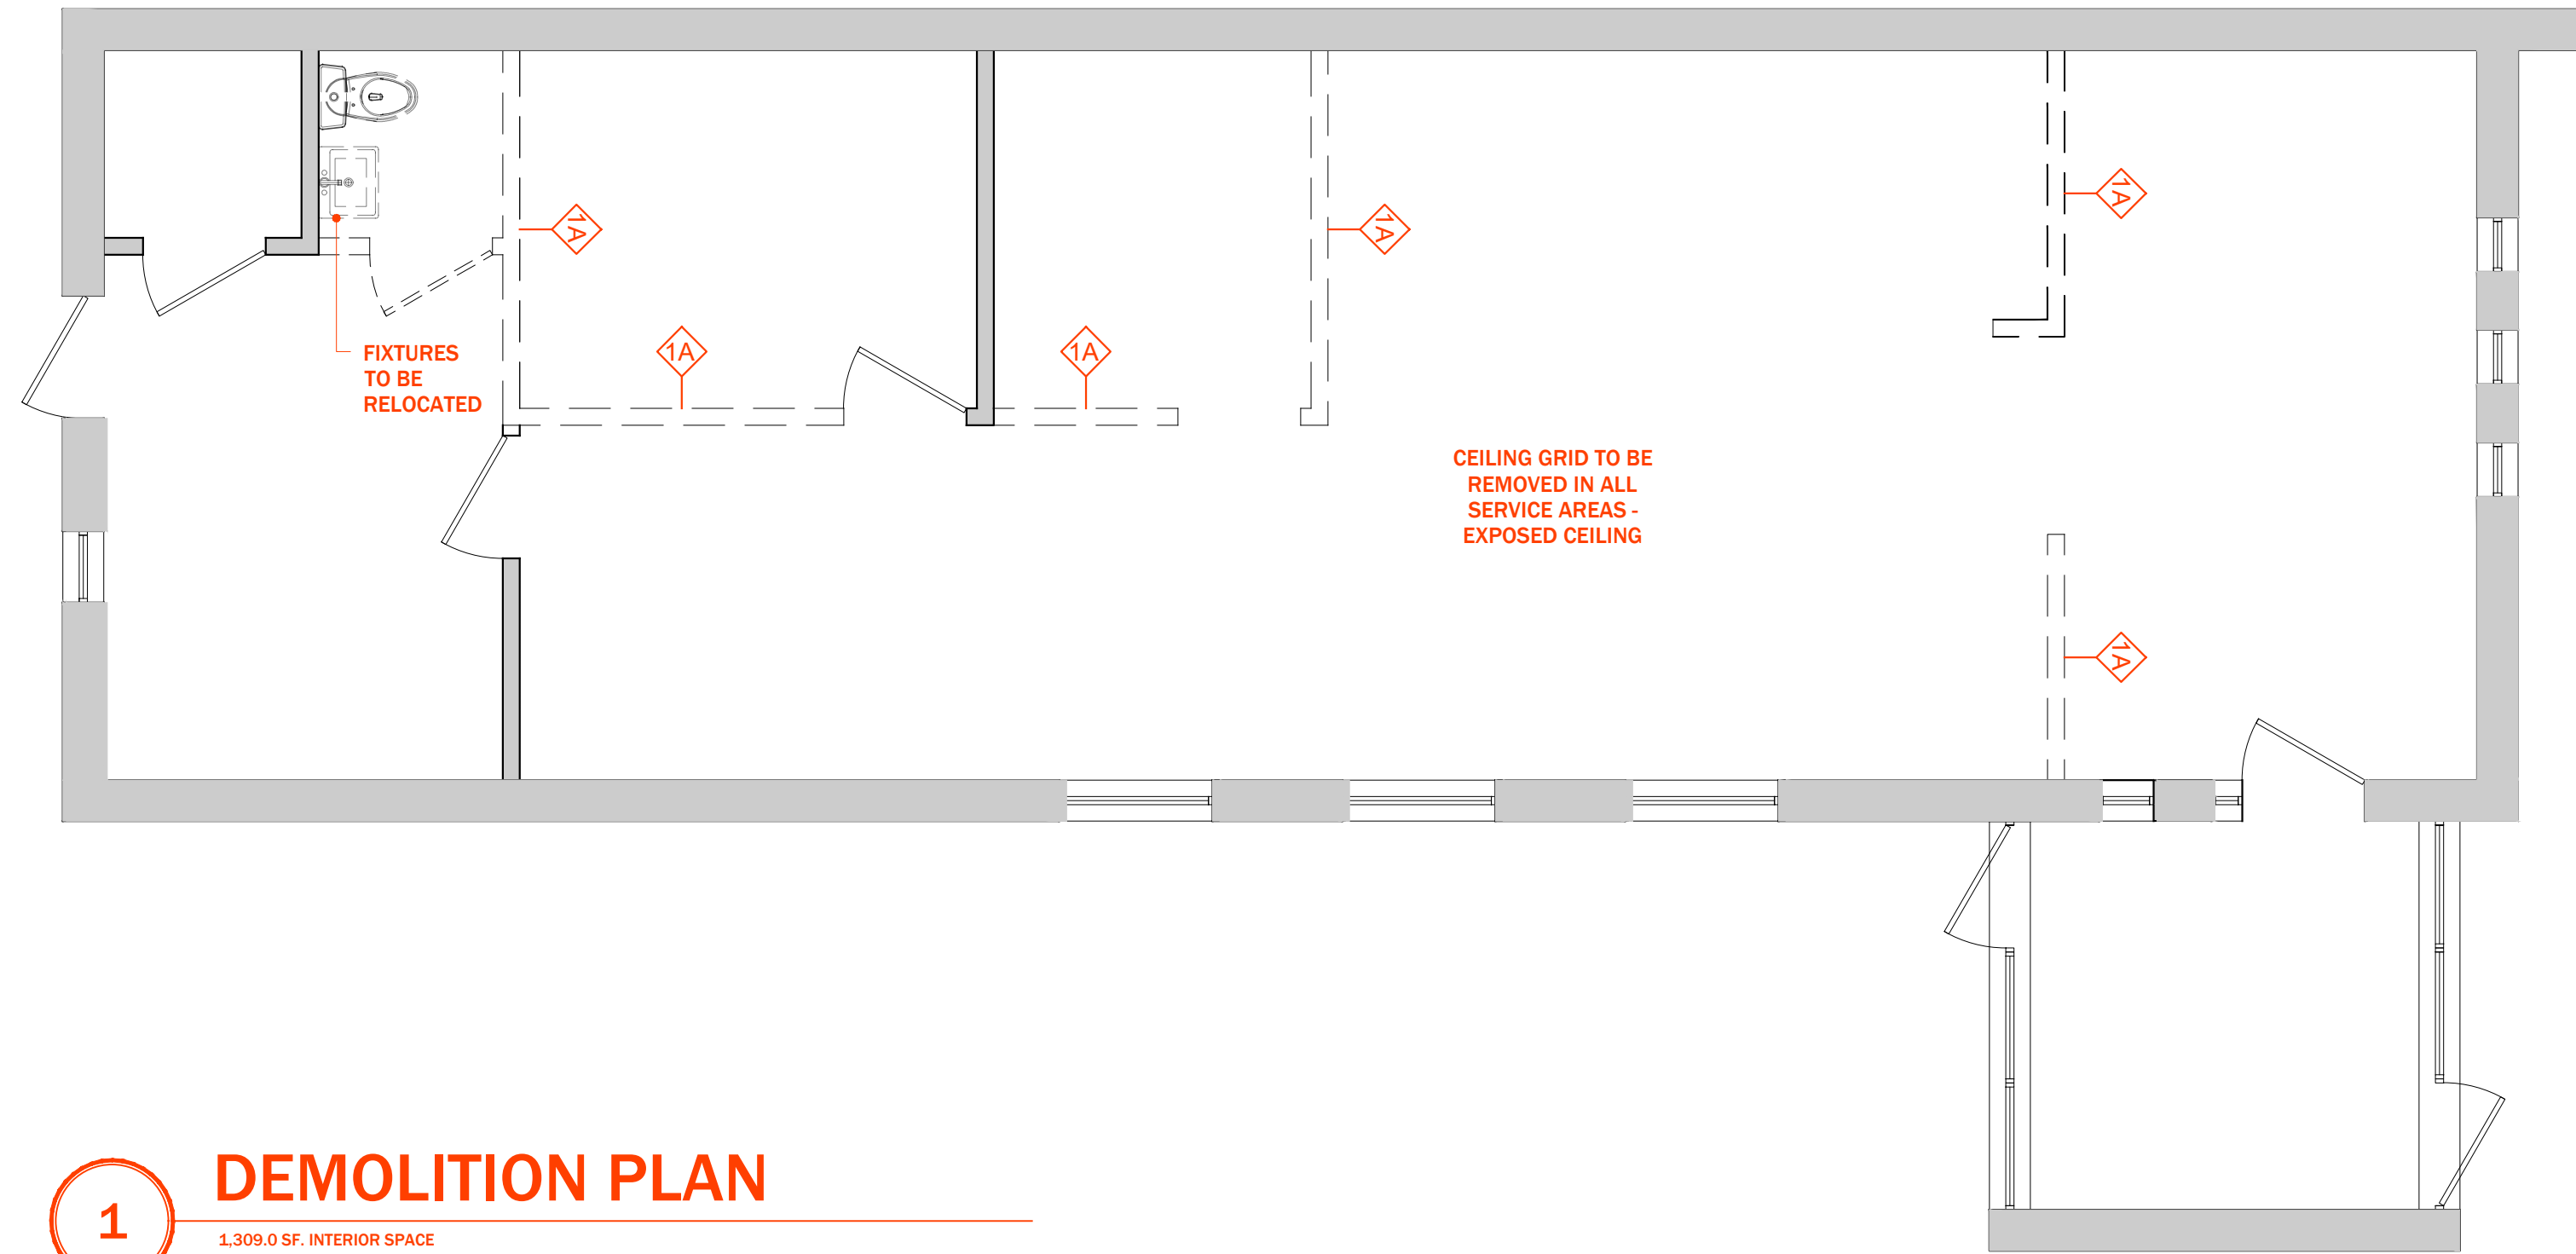 1A
1A
1A
FIXTURES
TO BE
RELOCATED
1A
1A
CEILING GRID TO BE
REMOVED IN ALL
SERVICE AREAS -
EXPOSED CEILING
1A
DEMOLITION PLAN
1
1,309.0 SF. INTERIOR SPACE